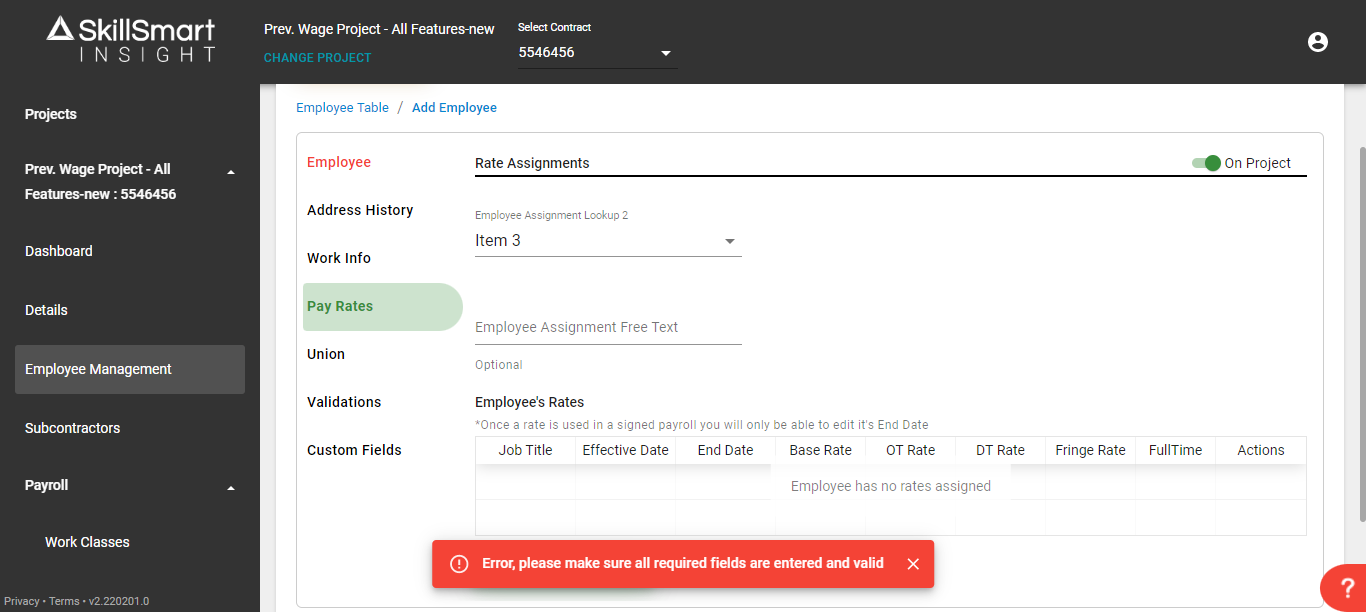 SkillSmart
INSIGHT
Prev. Wage Project - All Features-new
CHANGE PROJECT
Select Contract
5546456
Projects
Prev. Wage Project - All
Features-new : 5546456
Dashboard
Details
Employee Management
Subcontractors
Payroll
Work Classes
Privacy • Terms • v2.220201.0
Employee Table / Add Employee
Employee
Address History
Work Info
Pay Rates
Union
Validations
Custom Fields
Rate Assignments
On Project
Employee Assignment Lookup 2
Item 3
Employee Assignment Free Text
Optional
Employee's Rates
*Once a rate is used in a signed payroll you will only be able to edit it's End Date
Job Title Effective Date End Date Base Rate OT Rate DT Rate Fringe Rate FullTime Actions
Employee has no rates assigned
Error, please make sure all required fields are entered and valid
?